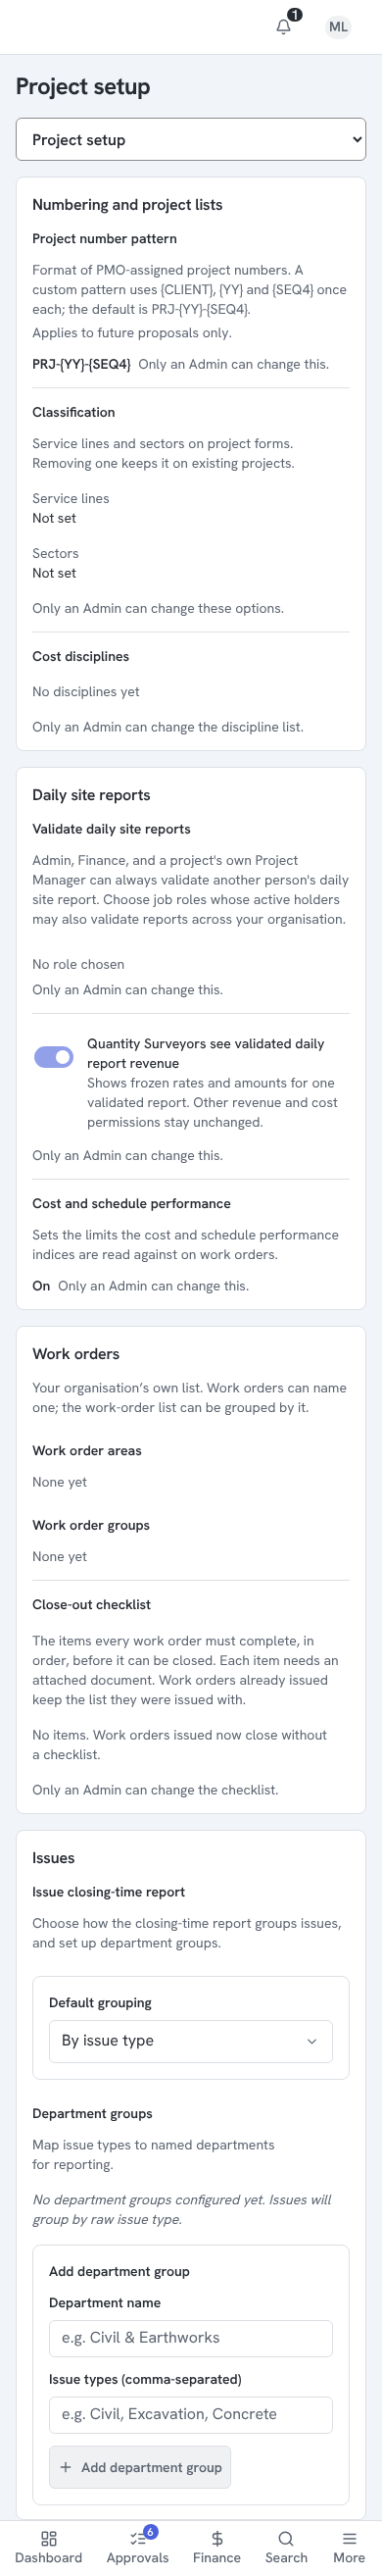 1
ML
Project setup
Project setup
Numbering and project lists
Project number pattern
Format of PMO-assigned project numbers. A
custom pattern uses {CLIENT}, {YY} and {SEQ4} once
each; the default is PRJ-{YY}-{SEQ4}.
Applies to future proposals only.
PRJ-{YY}-{SEQ4} Only an Admin can change this.
Classification
Service lines and sectors on project forms.
Removing one keeps it on existing projects.
Service lines
Not set
Sectors
Not set
Only an Admin can change these options.
Cost disciplines
No disciplines yet
Only an Admin can change the discipline list.
Daily site reports
Validate daily site reports
Admin, Finance, and a project's own Project
Manager can always validate another person's daily
site report. Choose job roles whose active holders
may also validate reports across your organisation.
No role chosen
Only an Admin can change this.
Quantity Surveyors see validated daily
report revenue
Shows frozen rates and amounts for one
validated report. Other revenue and cost
permissions stay unchanged.
Only an Admin can change this.
Cost and schedule performance
Sets the limits the cost and schedule performance
indices are read against on work orders.
On Only an Admin can change this.
Work orders
Your organisation’s own list. Work orders can name
one; the work-order list can be grouped by it.
Work order areas
None yet
Work order groups
None yet
Close-out checklist
The items every work order must complete, in
order, before it can be closed. Each item needs an
attached document. Work orders already issued
keep the list they were issued with.
No items. Work orders issued now close without
a checklist.
Only an Admin can change the checklist.
Issues
Issue closing-time report
Choose how the closing-time report groups issues,
and set up department groups.
Default grouping
By issue type
Department groups
Map issue types to named departments
for reporting.
No department groups configured yet. Issues will
group by raw issue type.
Add department group
Department name
e.g. Civil & Earthworks
Issue types (comma-separated)
e.g. Civil, Excavation, Concrete
+ Add department group
6
Dashboard Approvals Finance Search More